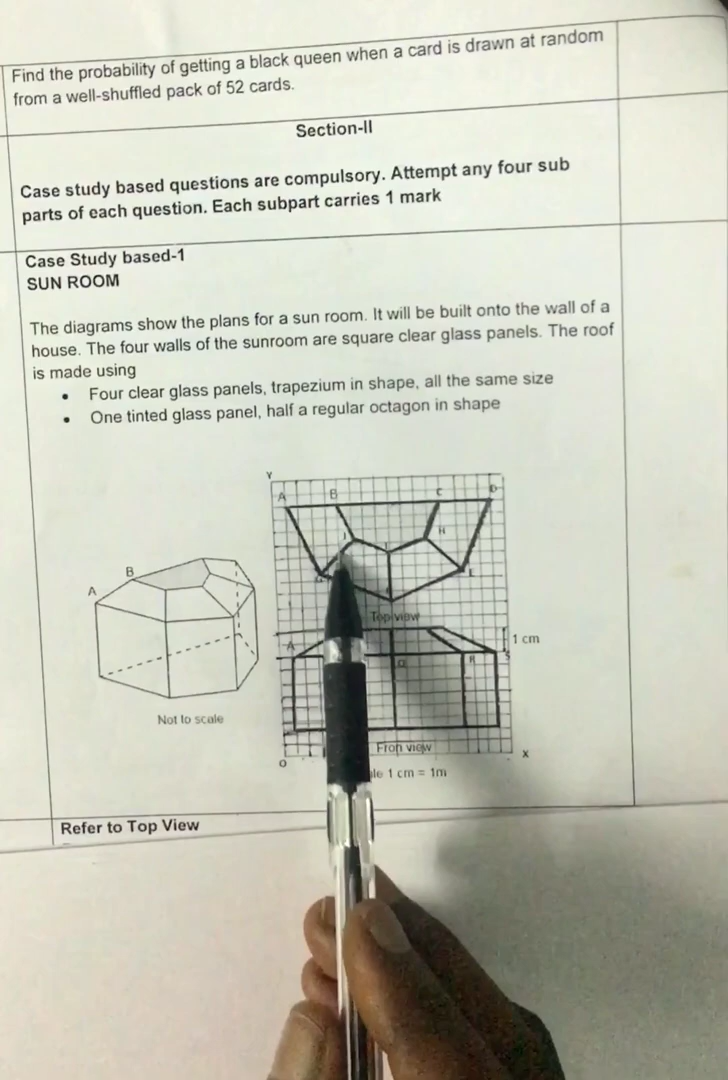 Find the probability of getting a black queen when a card is drawn at random
from a well-shuffled pack of 52 cards.
Section-II
Case study based questions are compulsory. Attempt any four sub
parts of each question. Each subpart carries 1 mark
Case Study based-1
SUN ROOM
The diagrams show the plans for a sun room. It will be built onto the wall of a
house. The four walls of the sunroom are square clear glass panels. The roof
is made using
• Four clear glass panels, trapezium in shape, all the same size
• One tinted glass panel, half a regular octagon in shape
Y
A B C D
H
Top view
A
1 cm
R S
B
A
Not to scale
Fron view
O X
1 cm = 1m
Refer to Top View